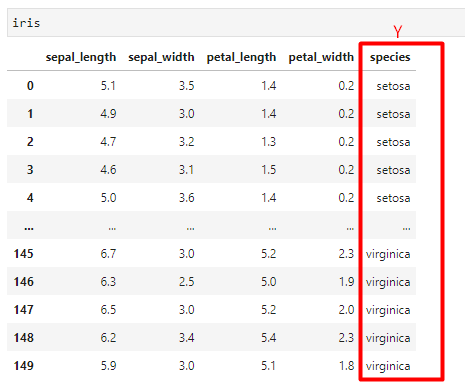 iris
Y
sepal_length sepal_width petal_length petal_width species
0 5.1 3.5 1.4 0.2 setosa
1 4.9 3.0 1.4 0.2 setosa
2 4.7 3.2 1.3 0.2 setosa
3 4.6 3.1 1.5 0.2 setosa
4 5.0 3.6 1.4 0.2 setosa
... ... ... ... ... ...
145 6.7 3.0 5.2 2.3 virginica
146 6.3 2.5 5.0 1.9 virginica
147 6.5 3.0 5.2 2.0 virginica
148 6.2 3.4 5.4 2.3 virginica
149 5.9 3.0 5.1 1.8 virginica